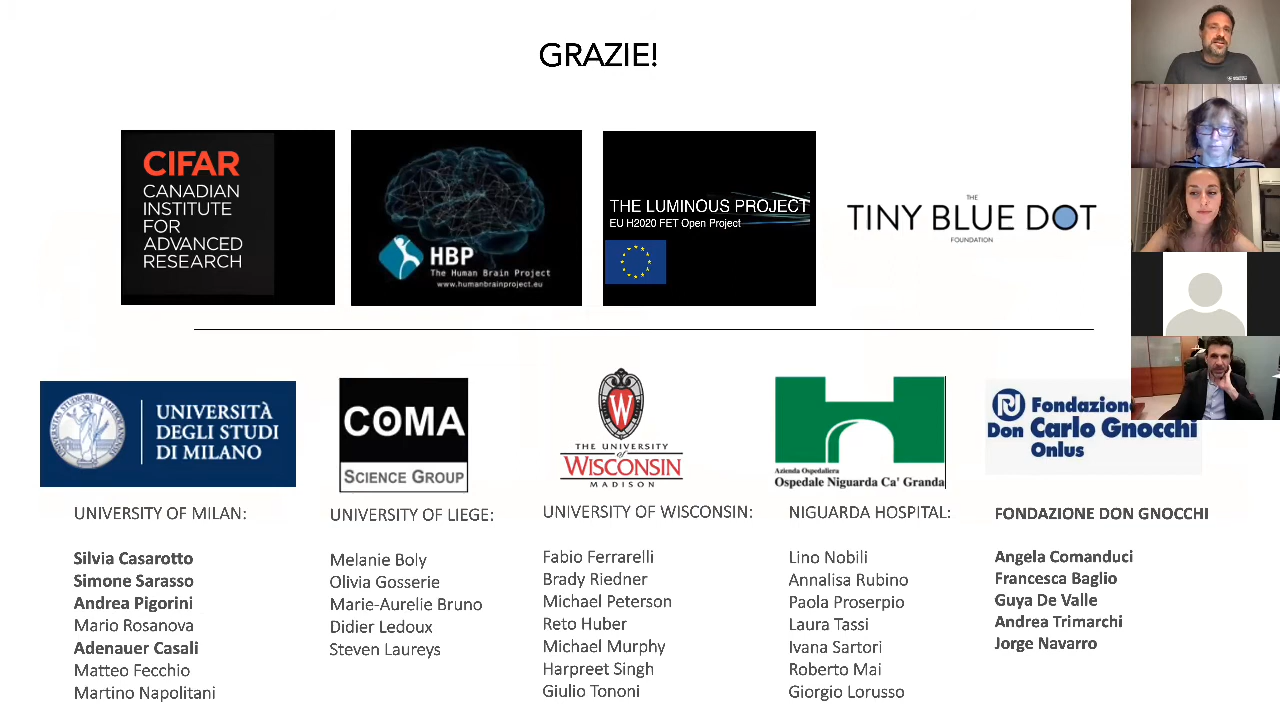 GRAZIE!
CIFAR
CANADIAN
INSTITUTE
FOR
ADVANCED
RESEARCH
HBP
The Human Brain Project
www.humanbrainproject.eu
THE LUMINOUS PROJECT
EU H2020 FET Open Project
THE
TINY BLUE DOT
FOUNDATION
UNIVERSITÀ
DEGLI STUDI
DI MILANO
COMA
SCIENCE GROUP
W
THE UNIVERSITY
of
WISCONSIN
MADISON
Azienda Ospedaliera
Ospedale Niguarda Ca' Granda
Fondazione
Don Carlo Gnocchi
Onlus
UNIVERSITY OF MILAN:
Silvia Casarotto
Simone Sarasso
Andrea Pigorini
Mario Rosanova
Adenauer Casali
Matteo Fecchio
Martino Napolitani
UNIVERSITY OF LIEGE:
Melanie Boly
Olivia Gosserie
Marie-Aurelie Bruno
Didier Ledoux
Steven Laureys
UNIVERSITY OF WISCONSIN:
Fabio Ferrarelli
Brady Riedner
Michael Peterson
Reto Huber
Michael Murphy
Harpreet Singh
Giulio Tononi
NIGUARDA HOSPITAL:
Lino Nobili
Annalisa Rubino
Paola Proserpio
Laura Tassi
Ivana Sartori
Roberto Mai
Giorgio Lorusso
FONDAZIONE DON GNOCCHI
Angela Comanduci
Francesca Baglio
Guya De Valle
Andrea Trimarchi
Jorge Navarro